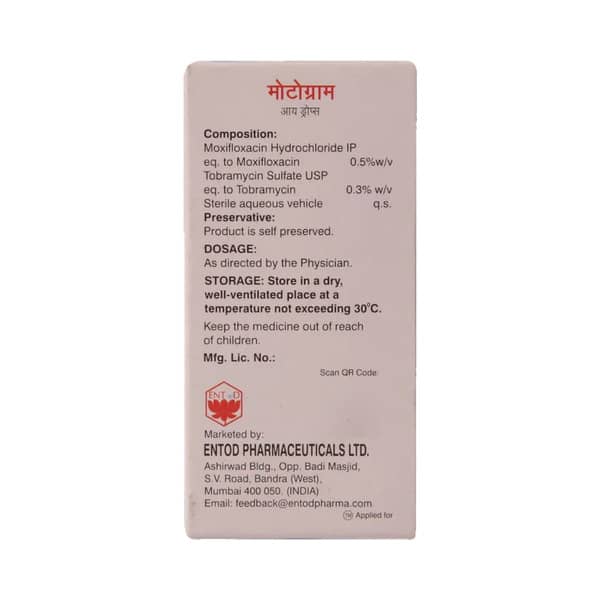 मोटोग्राम
आय ड्रोप्स
Composition:
Moxifloxacin Hydrochloride IP
eq. to Moxifloxacin 0.5%w/v
Tobramycin Sulfate USP
eq. to Tobramycin 0.3% w/v
Sterile aqueous vehicle q.s.
Preservative:
Product is self preserved.
DOSAGE:
As directed by the Physician.
STORAGE: Store in a dry,
well-ventilated place at a
temperature not exceeding 30°C.
Keep the medicine out of reach
of children.
Mfg. Lic. No.:
Scan QR Code:
ENTOD
Marketed by:
ENTOD PHARMACEUTICALS LTD.
Ashirwad Bldg., Opp. Badi Masjid,
S.V. Road, Bandra (West),
Mumbai 400 050. (INDIA)
Email: feedback@entodpharma.com
TM Applied for